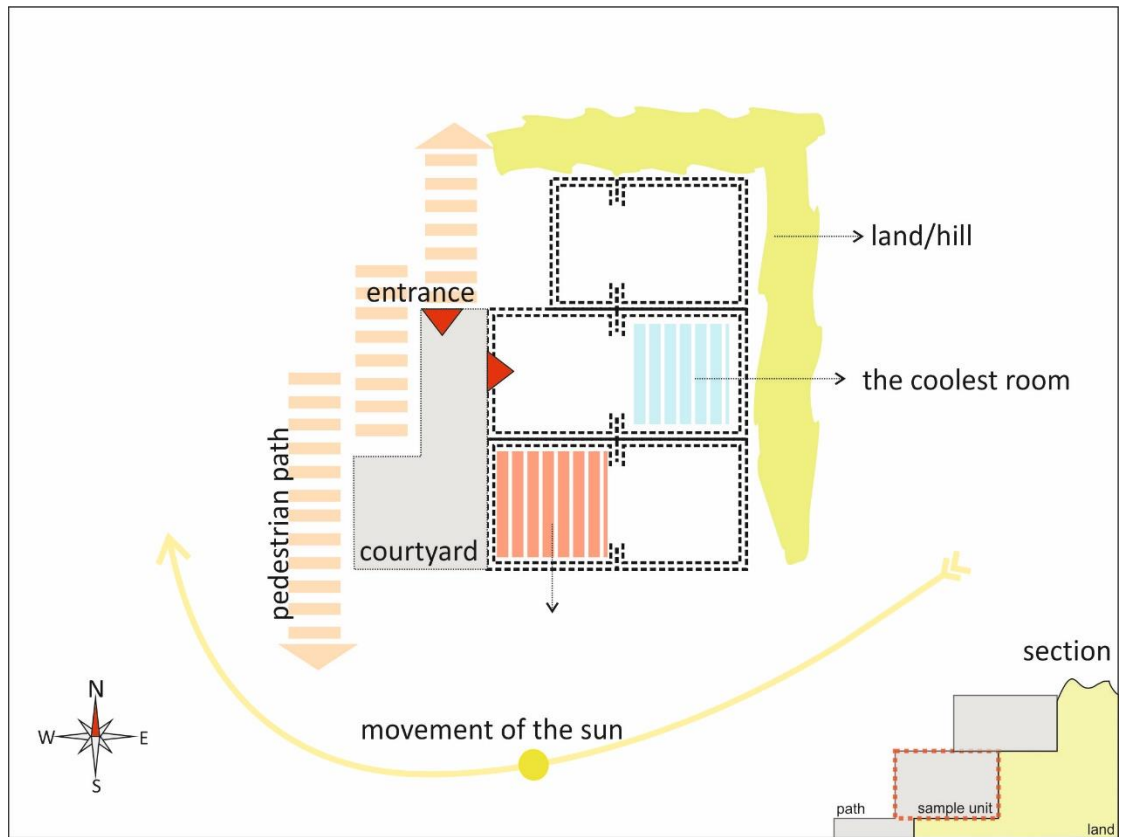 land/hill
entrance
the coolest room
pedestrian path
courtyard
section
movement of the sun
N
W
E
S
path
sample unit
land